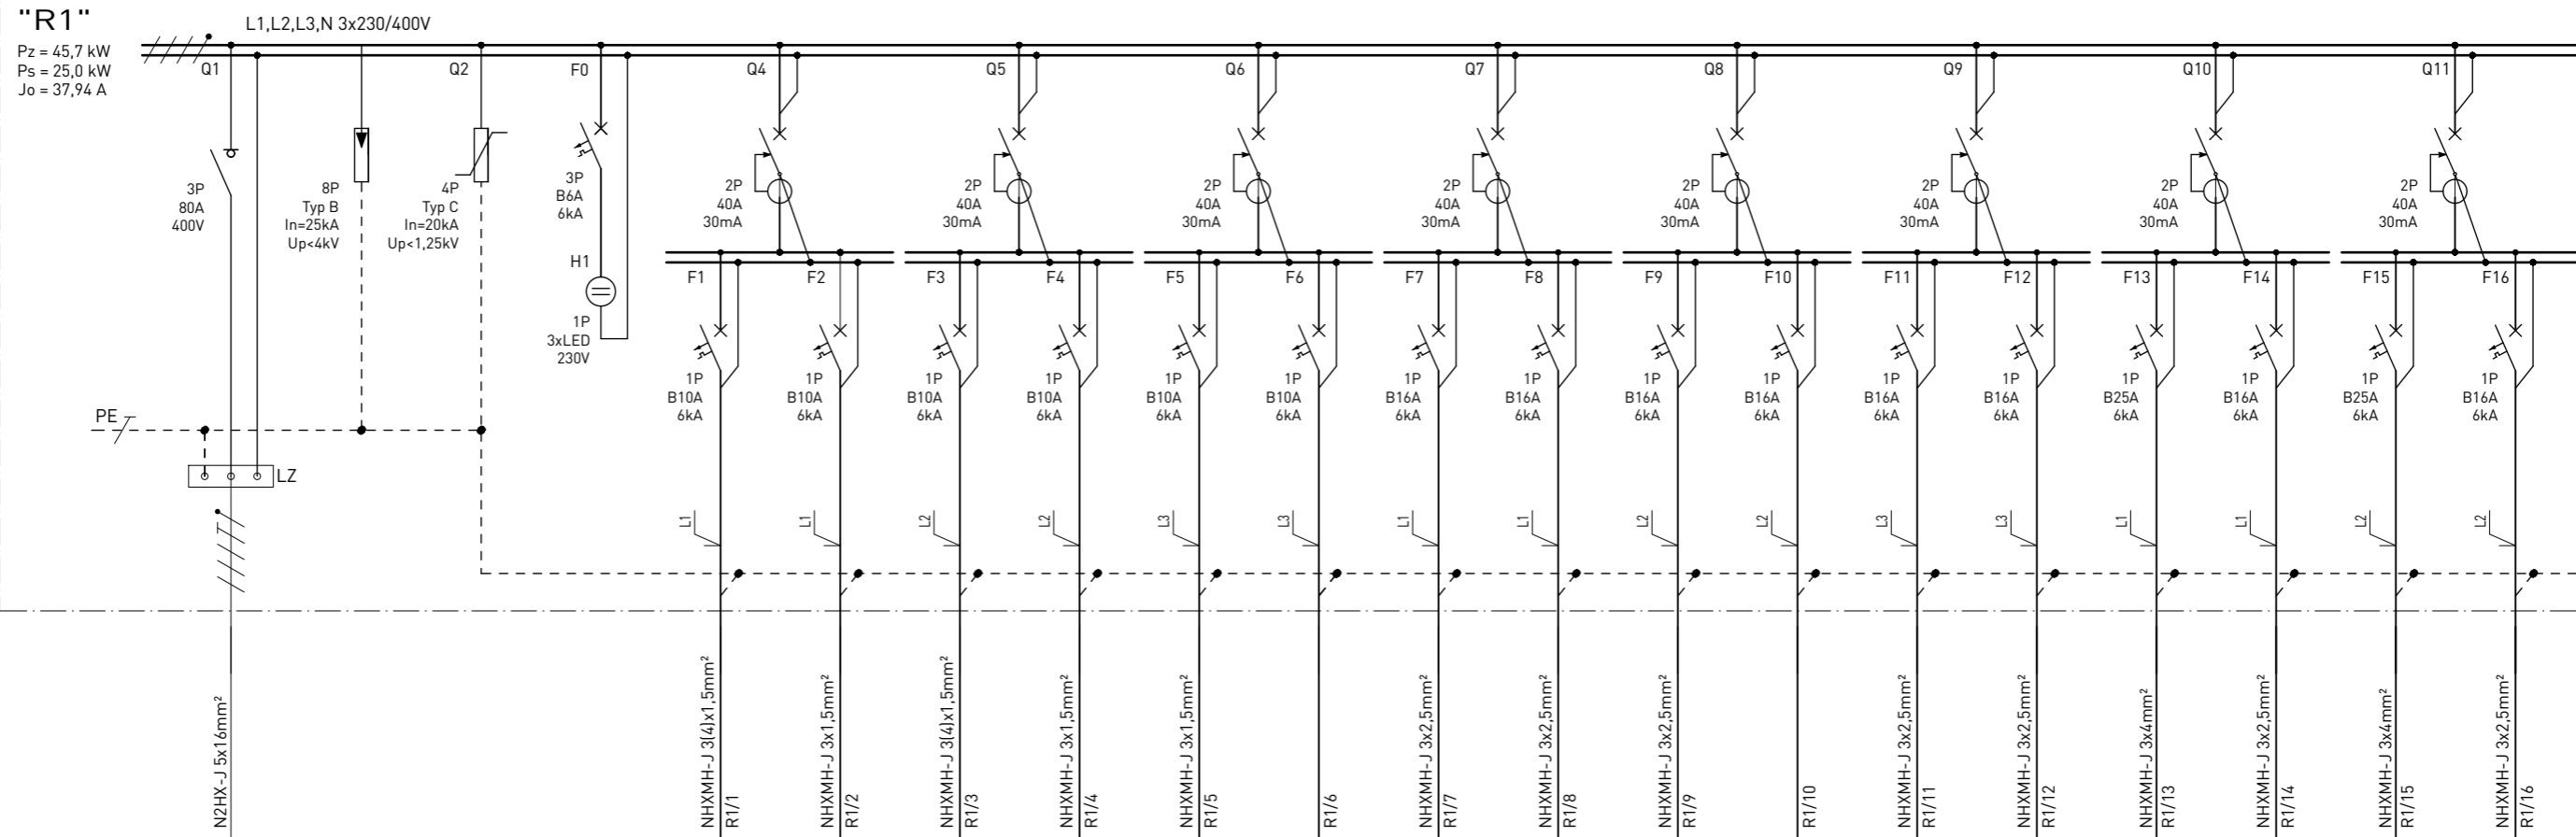 "R1"
L1,L2,L3,N 3x230/400V
Pz = 45,7 kW
Ps = 25,0 kW
Jo = 37,94 A
Q1
Q2
F0
Q4
Q5
Q6
Q7
Q8
Q9
Q10
Q11
3P
80A
400V
8P
Typ B
In=25kA
Up<4kV
4P
Typ C
In=20kA
Up<1,25kV
3P
B6A
6kA
2P
40A
30mA
2P
40A
30mA
2P
40A
30mA
2P
40A
30mA
2P
40A
30mA
2P
40A
30mA
2P
40A
30mA
2P
40A
30mA
H1
1P
3xLED
230V
F1
F2
F3
F4
F5
F6
F7
F8
F9
F10
F11
F12
F13
F14
F15
F16
1P
B10A
6kA
1P
B10A
6kA
1P
B10A
6kA
1P
B10A
6kA
1P
B10A
6kA
1P
B10A
6kA
1P
B16A
6kA
1P
B16A
6kA
1P
B16A
6kA
1P
B16A
6kA
1P
B16A
6kA
1P
B16A
6kA
1P
B25A
6kA
1P
B16A
6kA
1P
B25A
6kA
1P
B16A
6kA
PE
LZ
L1
L1
L2
L2
L3
L3
L1
L1
L2
L2
L3
L3
L1
L1
L2
L2
N2HX-J 5x16mm²
NHXMH-J 3(4)x1,5mm²
R1/1
NHXMH-J 3x1,5mm²
R1/2
NHXMH-J 3(4)x1,5mm²
R1/3
NHXMH-J 3x1,5mm²
R1/4
NHXMH-J 3x1,5mm²
R1/5
R1/6
NHXMH-J 3x2,5mm²
R1/7
NHXMH-J 3x2,5mm²
R1/8
NHXMH-J 3x2,5mm²
R1/9
R1/10
NHXMH-J 3x2,5mm²
R1/11
NHXMH-J 3x2,5mm²
R1/12
NHXMH-J 3x4mm²
R1/13
NHXMH-J 3x2,5mm²
R1/14
NHXMH-J 3x4mm²
R1/15
NHXMH-J 3x2,5mm²
R1/16